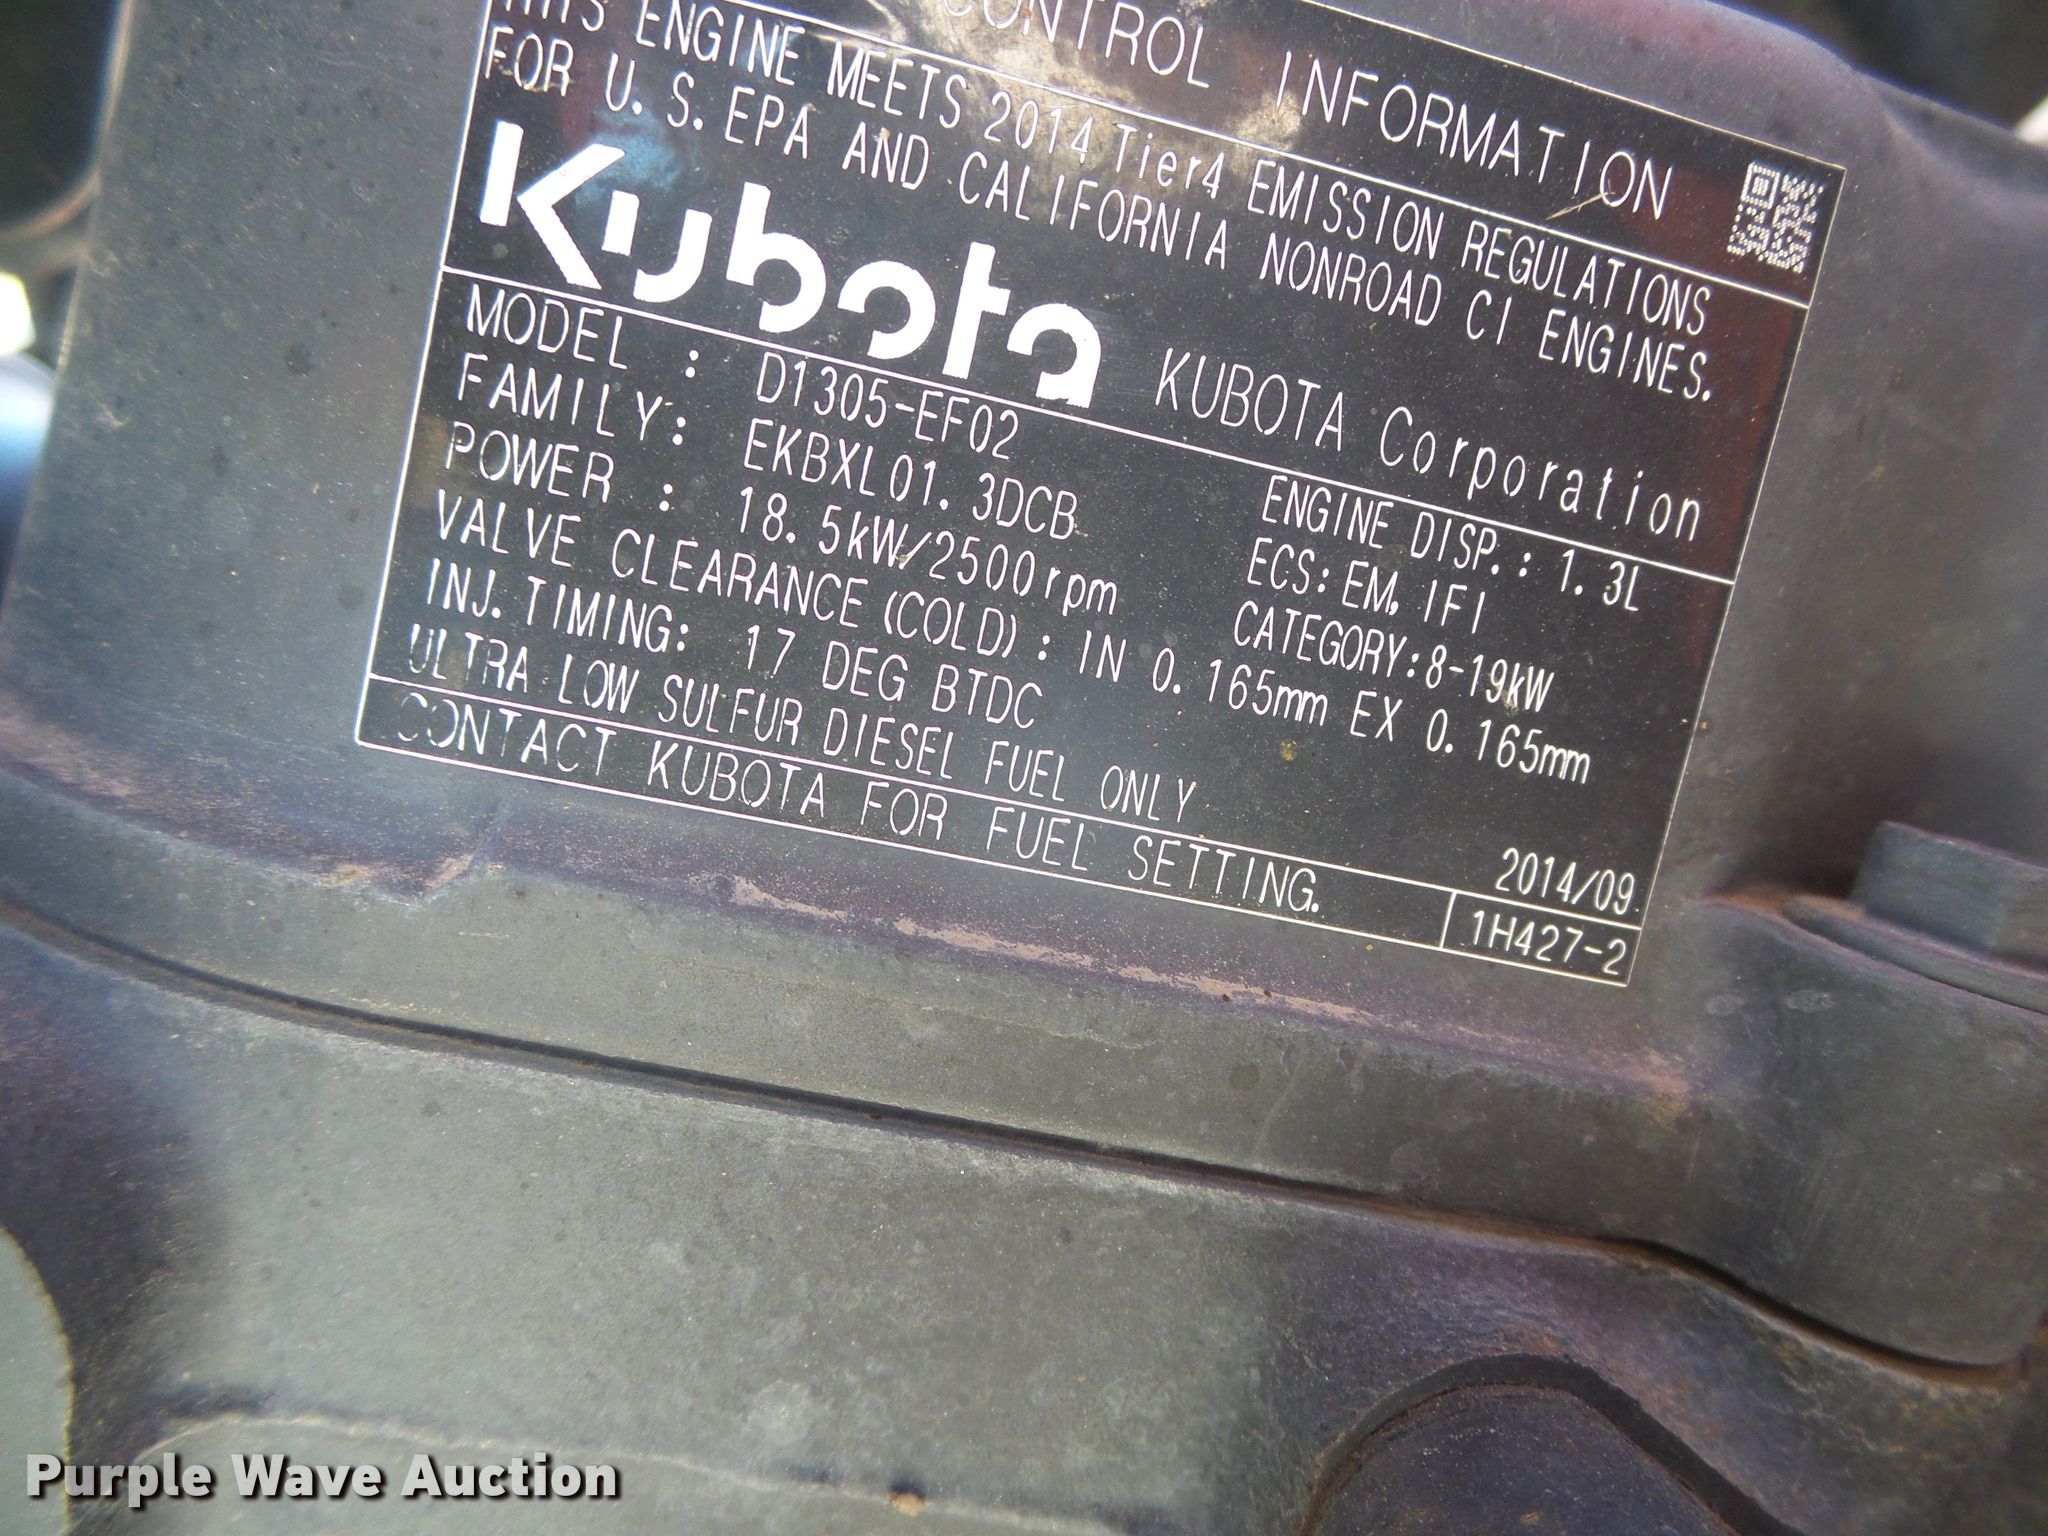 CONTROL INFORMATION
THIS ENGINE MEETS 2014 Tier4 EMISSION REGULATIONS
FOR U.S. EPA AND CALIFORNIA NONROAD CI ENGINES.
Kubota KUBOTA Corporation
MODEL : D1305-EF02 ENGINE DISP.: 1.3L
FAMILY: EKBXL01.3DCB ECS: EM, IFI
POWER : 18.5kW/2500rpm CATEGORY:8-19kW
VALVE CLEARANCE (COLD): IN 0.165mm EX 0.165mm
INJ. TIMING: 17 DEG BTDC
ULTRA LOW SULFUR DIESEL FUEL ONLY 2014/09
CONTACT KUBOTA FOR FUEL SETTING. 1H427-2
Purple Wave Auction